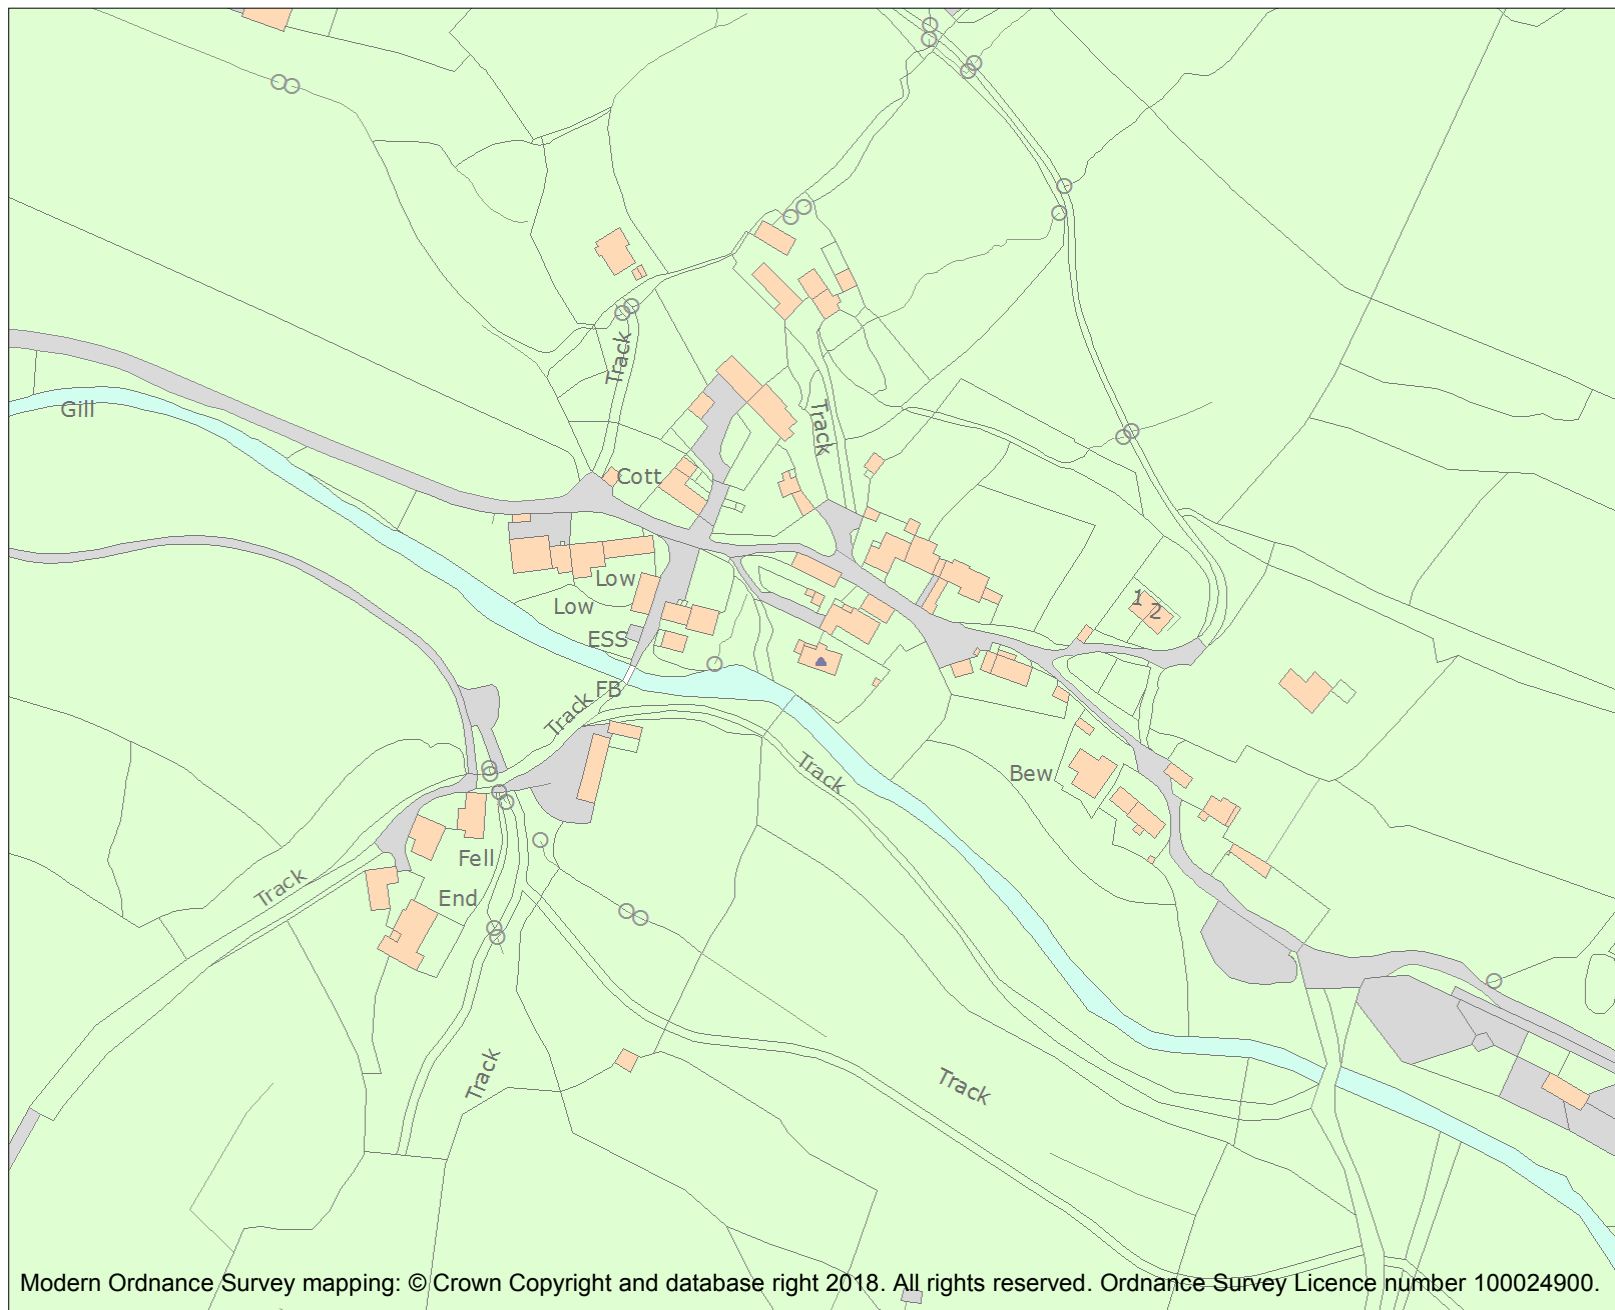 Track
Gill
Track
Cott
Low
Low
1
2
ESS
FB
Track
Track
Bew
Fell
Track
End
Track
Track
Modern Ordnance Survey mapping: © Crown Copyright and database right 2018. All rights reserved. Ordnance Survey Licence number 100024900.